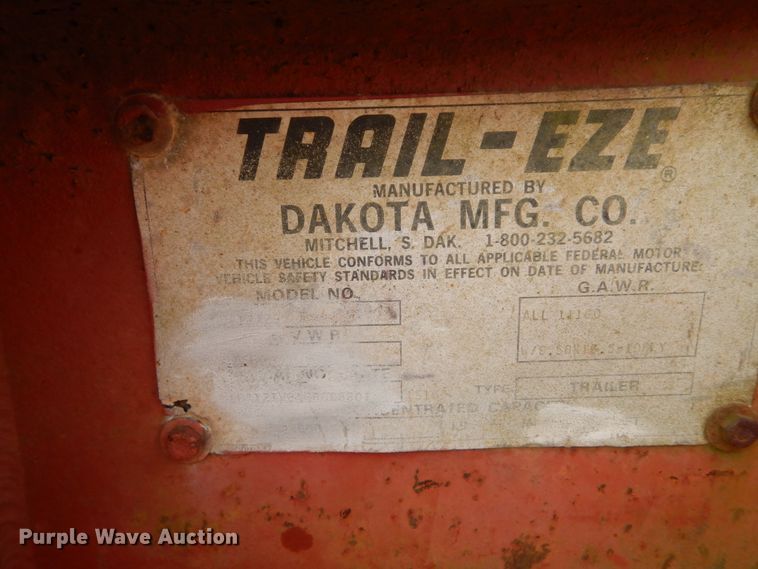 TRAIL-EZE®
MANUFACTURED BY
DAKOTA MFG. CO.
MITCHELL, S. DAK. 1-800-232-5682
THIS VEHICLE CONFORMS TO ALL APPLICABLE FEDERAL MOTOR
VEHICLE SAFETY STANDARDS IN EFFECT ON DATE OF MANUFACTURE.
MODEL NO. G.A.W.R.
ALL
TYPE TRAILER
Purple Wave Auction®